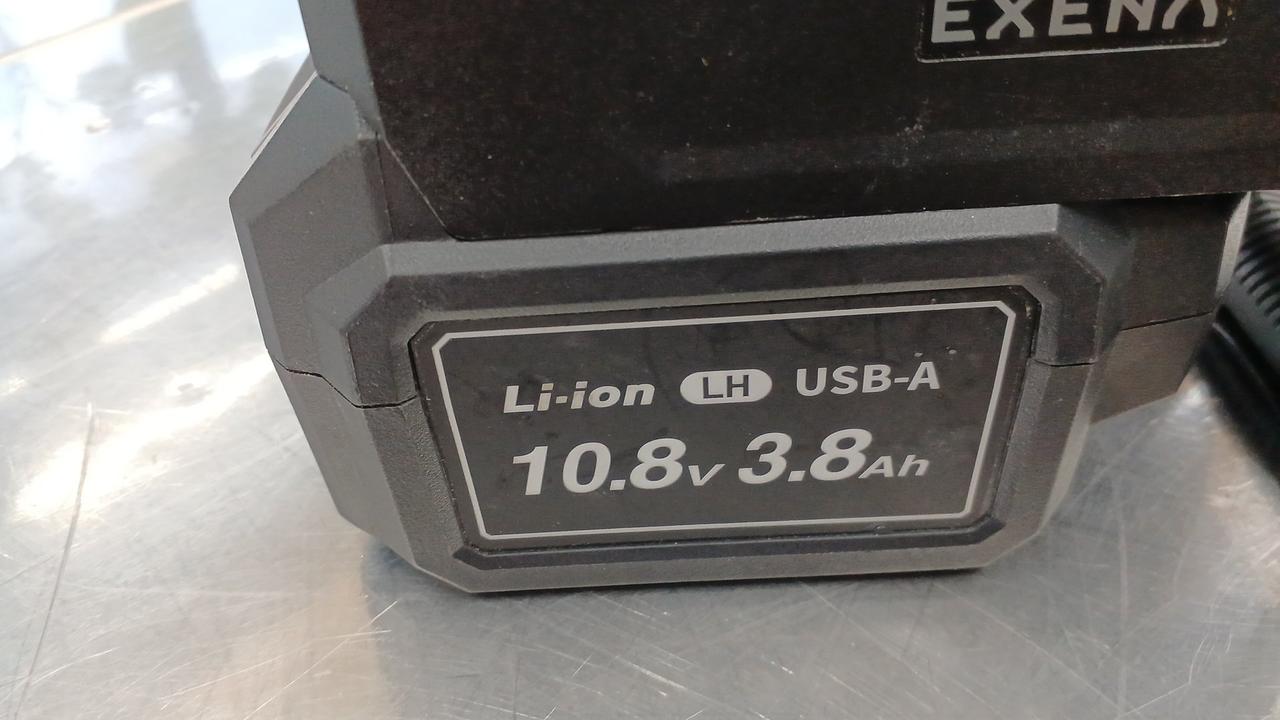 EXENA
Li-ion LH USB-A
10.8V 3.8Ah